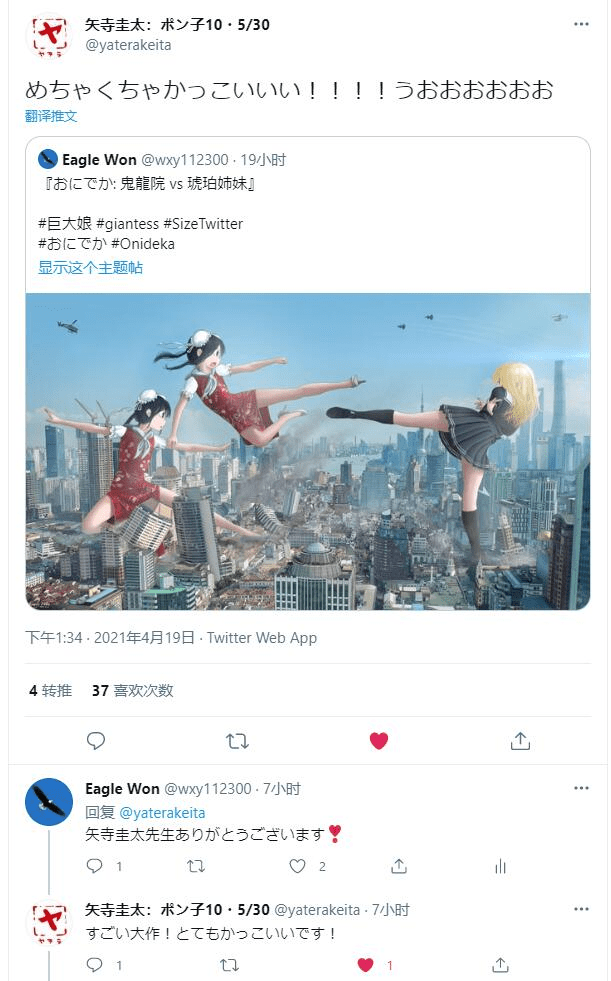 矢寺圭太：ポン子10・5/30
@yaterakeita
めちゃくちゃかっこいいい！！！！うおおおおおお
翻译推文
Eagle Won @wxy112300 · 19小时
『おにでか: 鬼龍院 vs 琥珀姉妹』
#巨大娘 #giantess #SizeTwitter
#おにでか #Onideka
显示这个主题帖
下午1:34 · 2021年4月19日 · Twitter Web App
4 转推 37 喜欢次数
Eagle Won @wxy112300 · 7小时
回复 @yaterakeita
矢寺圭太先生ありがとうございます❣
1 2
矢寺圭太：ポン子10・5/30 @yaterakeita · 7小时
すごい大作！とてもかっこいいです！
1 1